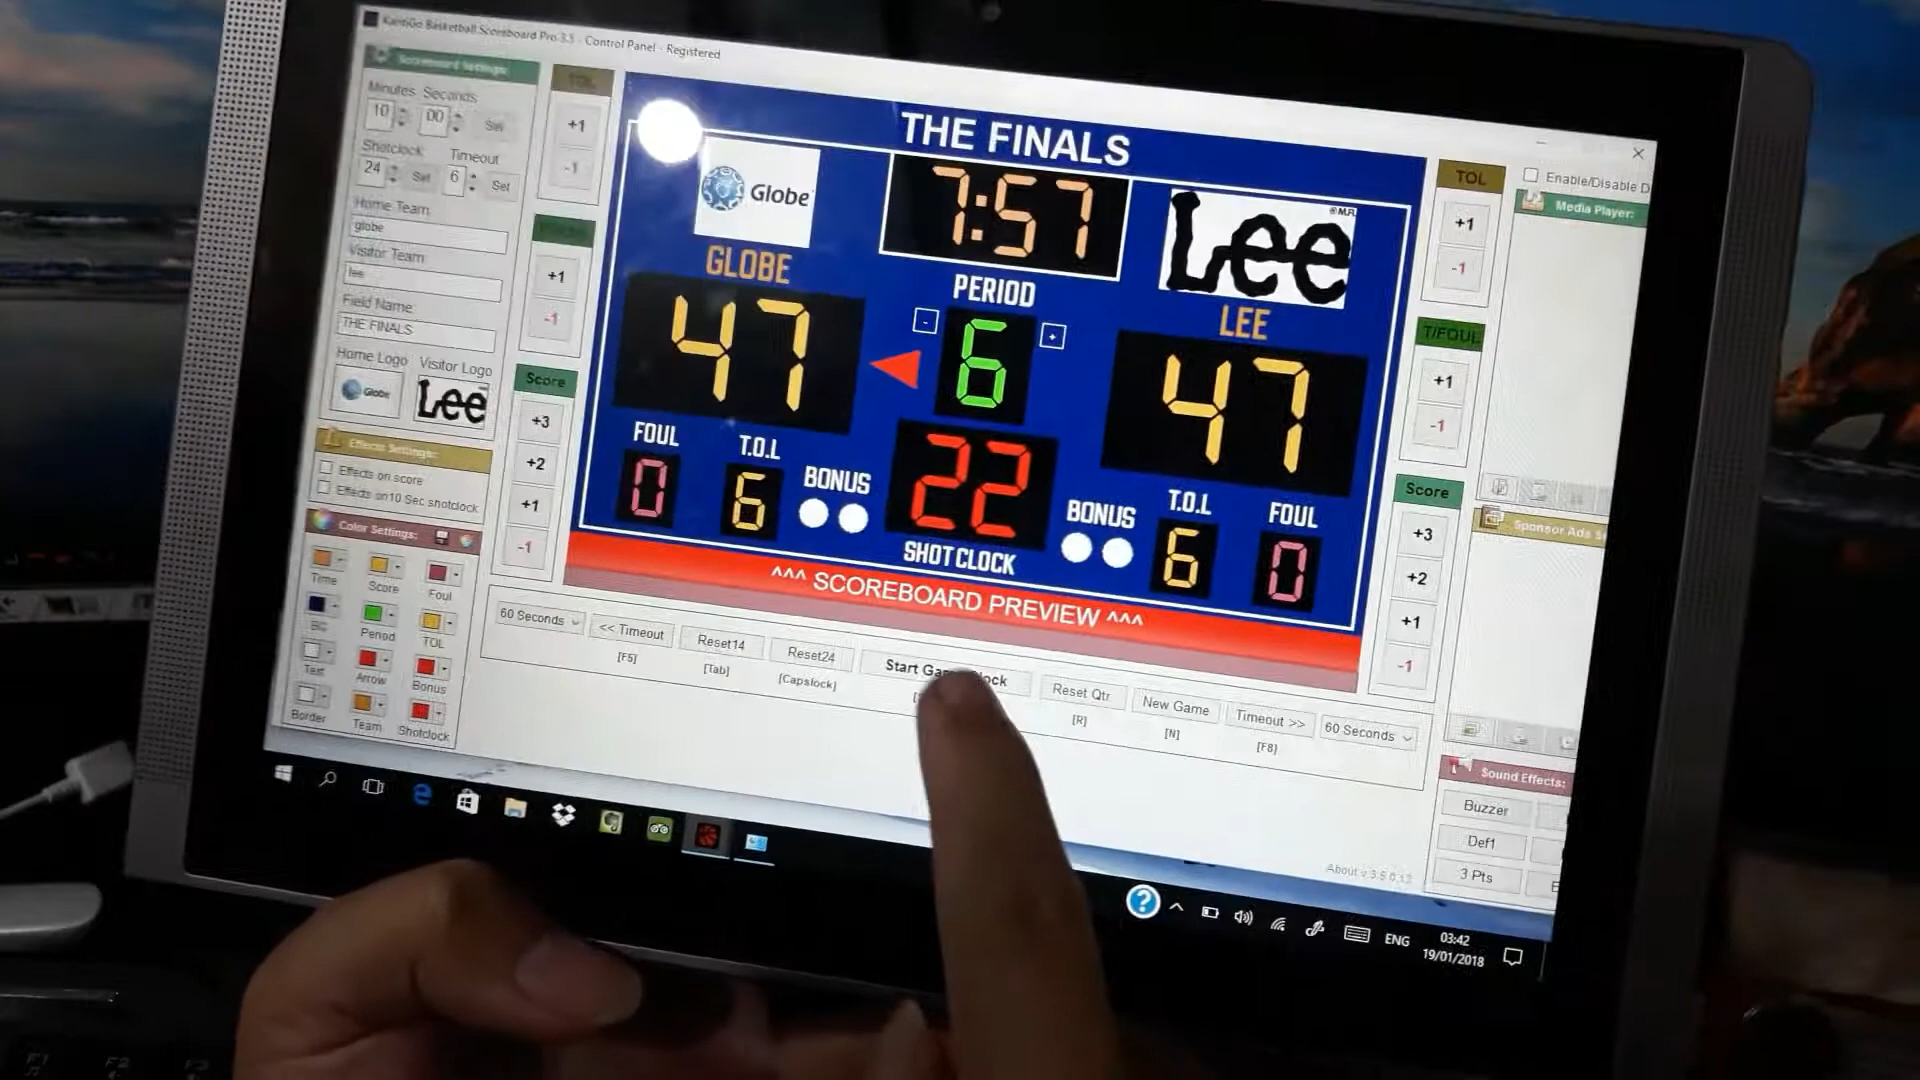 KamiGo Basketball Scoreboard Pro 3.5 - Control Panel - Registered
Scoreboard Settings:
Minutes Seconds
10 00 Set
Shotclock Timeout
24 Set 6 Set
Home Team
globe
Visitor Team
lee
Field Name:
THE FINALS
Home Logo Visitor Logo
Globe Lee
Effects Settings:
Effects on score
Effects on10 Sec shotclock
Color Settings:
Time Score Foul
BG Period TOL
Text Arrow Bonus
Border Team Shotclock
TOL
+1
-1
+1
-1
Score
+3
+2
+1
-1
THE FINALS
Globe
7:57
Lee
GLOBE
PERIOD
LEE
47
- 6 +
47
FOUL T.O.L BONUS
0 6
22
SHOT CLOCK
BONUS T.O.L FOUL
6 0
^^^ SCOREBOARD PREVIEW ^^^
60 Seconds << Timeout Reset14 Reset24 Start Reset Qtr New Game Timeout >> 60 Seconds
[F5] [Tab] [Capslock] [R] [N] [F8]
TOL
+1
-1
T/FOUL
+1
-1
Score
+3
+2
+1
-1
Enable/Disable D
Media Player:
Sponsor Ads
Sound Effects:
Buzzer
Def1
3 Pts
About v 3.5.0.12
ENG
03:42
19/01/2018